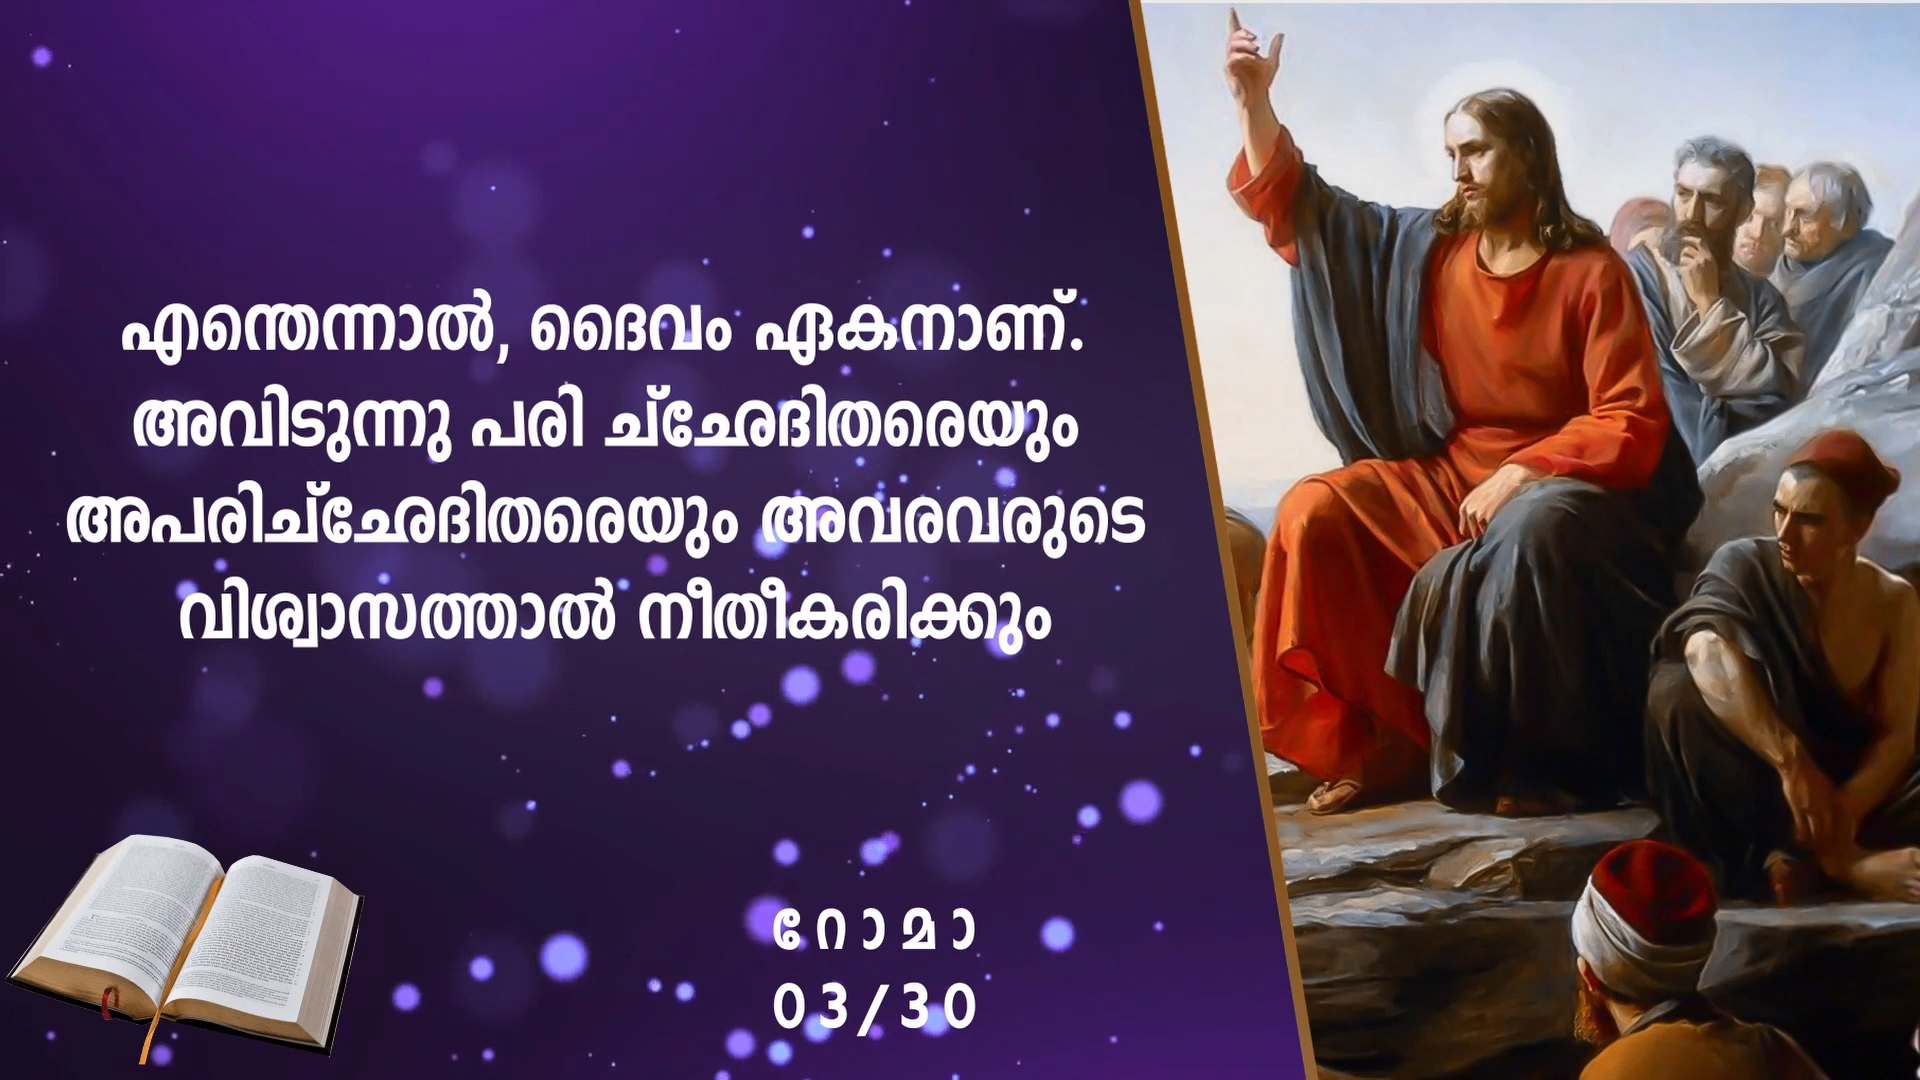 എന്തെന്നാൽ, ദൈവം ഏകനാണ്.
അവിടുന്നു പരി ച്ഛേദിതരെയും
അപരിച്ഛേദിതരെയും അവരവരുടെ
വിശ്വാസത്താൽ നീതീകരിക്കും
റോമാ
03/30